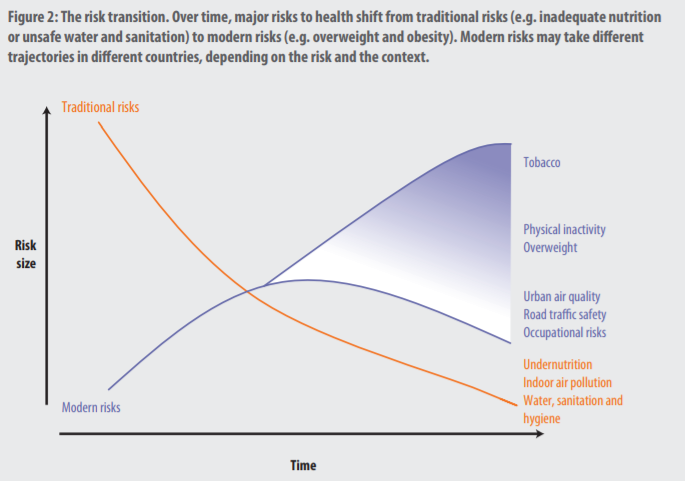 Figure 2: The risk transition. Over time, major risks to health shift from traditional risks (e.g. inadequate nutrition
or unsafe water and sanitation) to modern risks (e.g. overweight and obesity). Modern risks may take different
trajectories in different countries, depending on the risk and the context.
Traditional risks
Tobacco
Physical inactivity
Overweight
Risk
size
Urban air quality
Road traffic safety
Occupational risks
Undernutrition
Indoor air pollution
Water, sanitation and
hygiene
Modern risks
Time